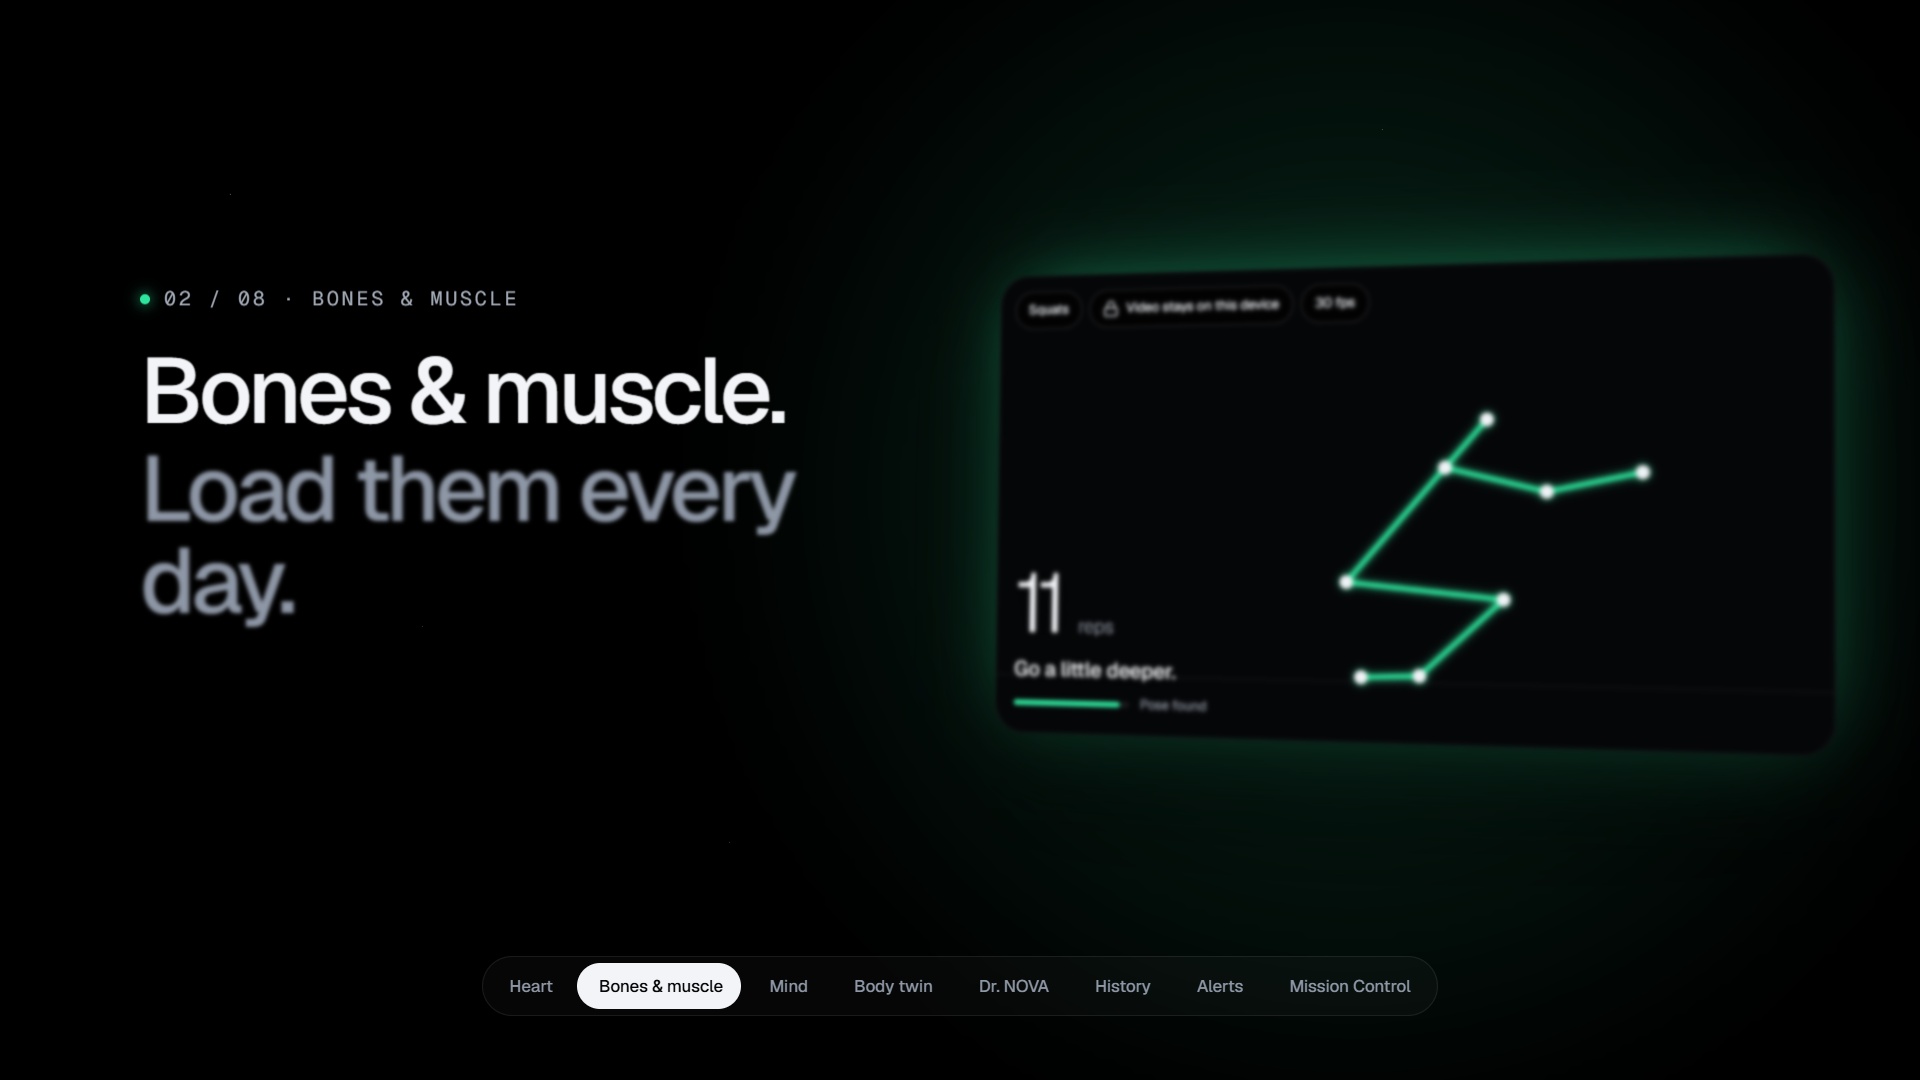 02 / 08 · BONES & MUSCLE
Bones & muscle.
Load them every
day.
Squats
Video stays on this device
30 fps
11 reps
Go a little deeper.
Pose found
Heart
Bones & muscle
Mind
Body twin
Dr. NOVA
History
Alerts
Mission Control